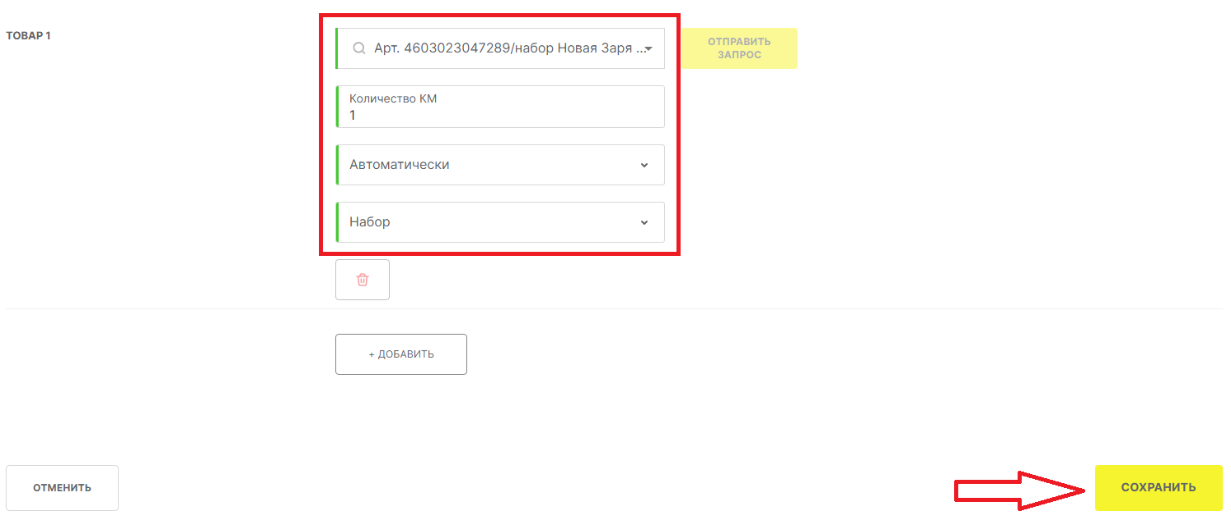 ТОВАР 1
Арт. 4603023047289/набор Новая Заря ...
ОТПРАВИТЬ
ЗАПРОС
Количество КМ
1
Автоматически
Набор
+ ДОБАВИТЬ
ОТМЕНИТЬ
СОХРАНИТЬ